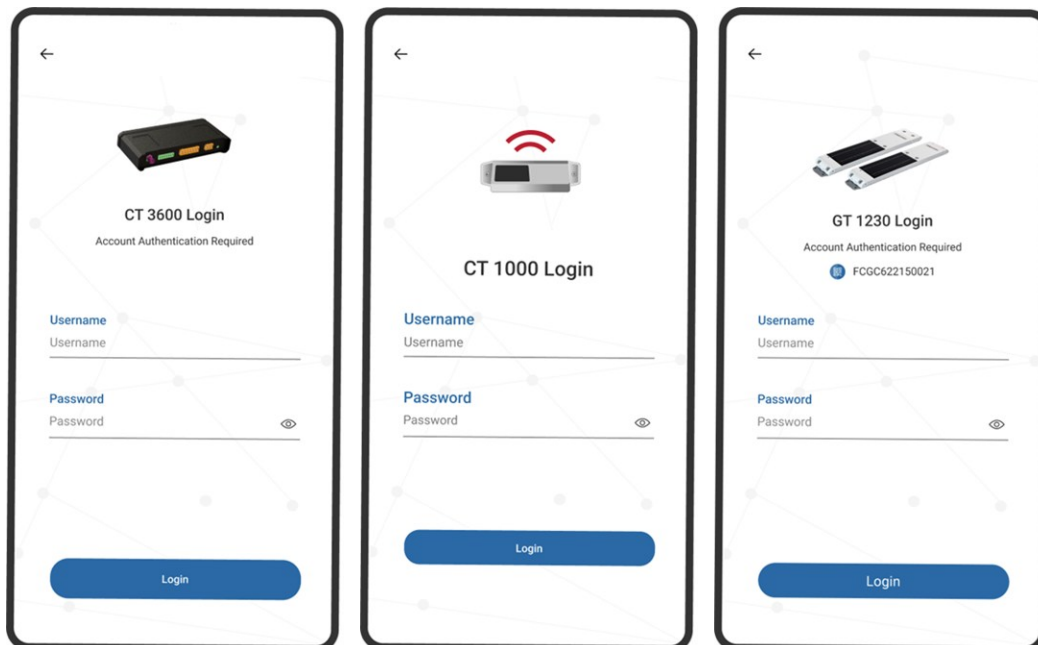 CT 3600 Login
Account Authentication Required
Username
Username
Password
Password
Login
CT 1000 Login
Username
Username
Password
Password
Login
GT 1230 Login
Account Authentication Required
FCGC622150021
Username
Username
Password
Password
Login